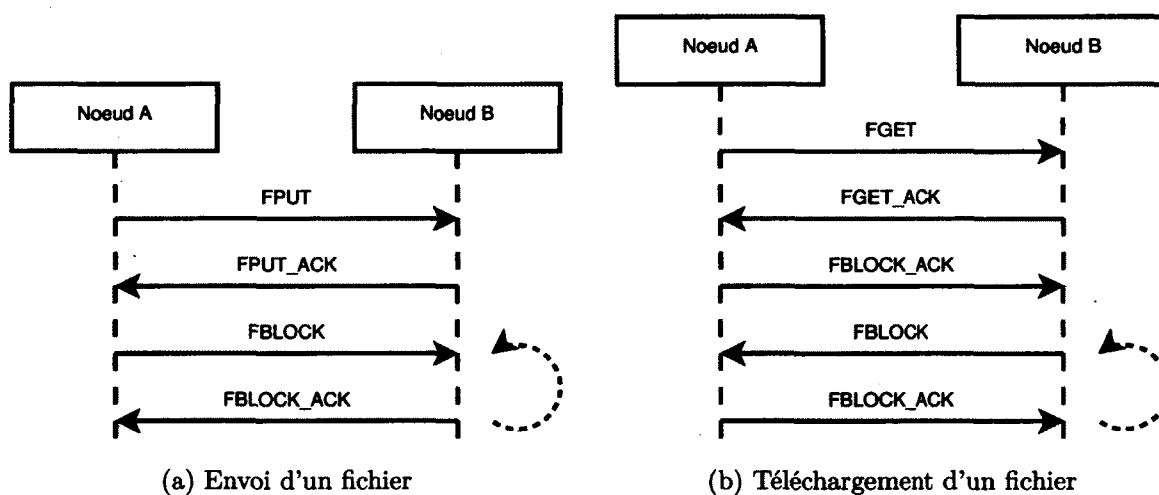 Noeud A
Noeud B
FPUT
FPUT_ACK
FBLOCK
FBLOCK_ACK
(a) Envoi d'un fichier
Noeud A
Noeud B
FGET
FGET_ACK
FBLOCK_ACK
FBLOCK
FBLOCK_ACK
(b) Téléchargement d'un fichier